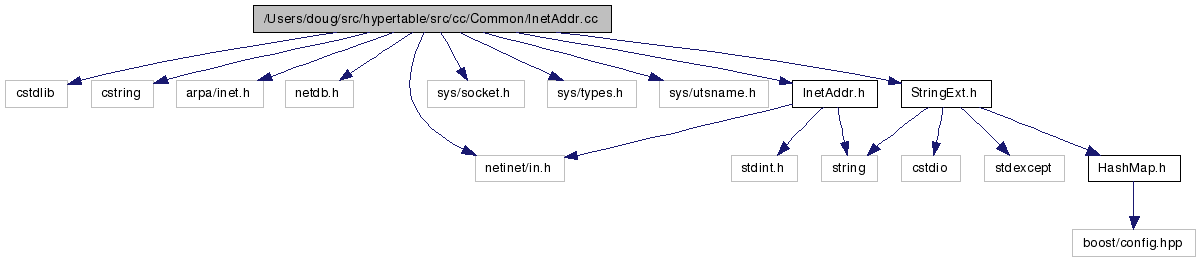 /Users/doug/src/hypertable/src/cc/Common/InetAddr.cc
cstdlib
cstring
arpa/inet.h
netdb.h
sys/socket.h
sys/types.h
sys/utsname.h
InetAddr.h
StringExt.h
netinet/in.h
stdint.h
string
cstdio
stdexcept
HashMap.h
boost/config.hpp